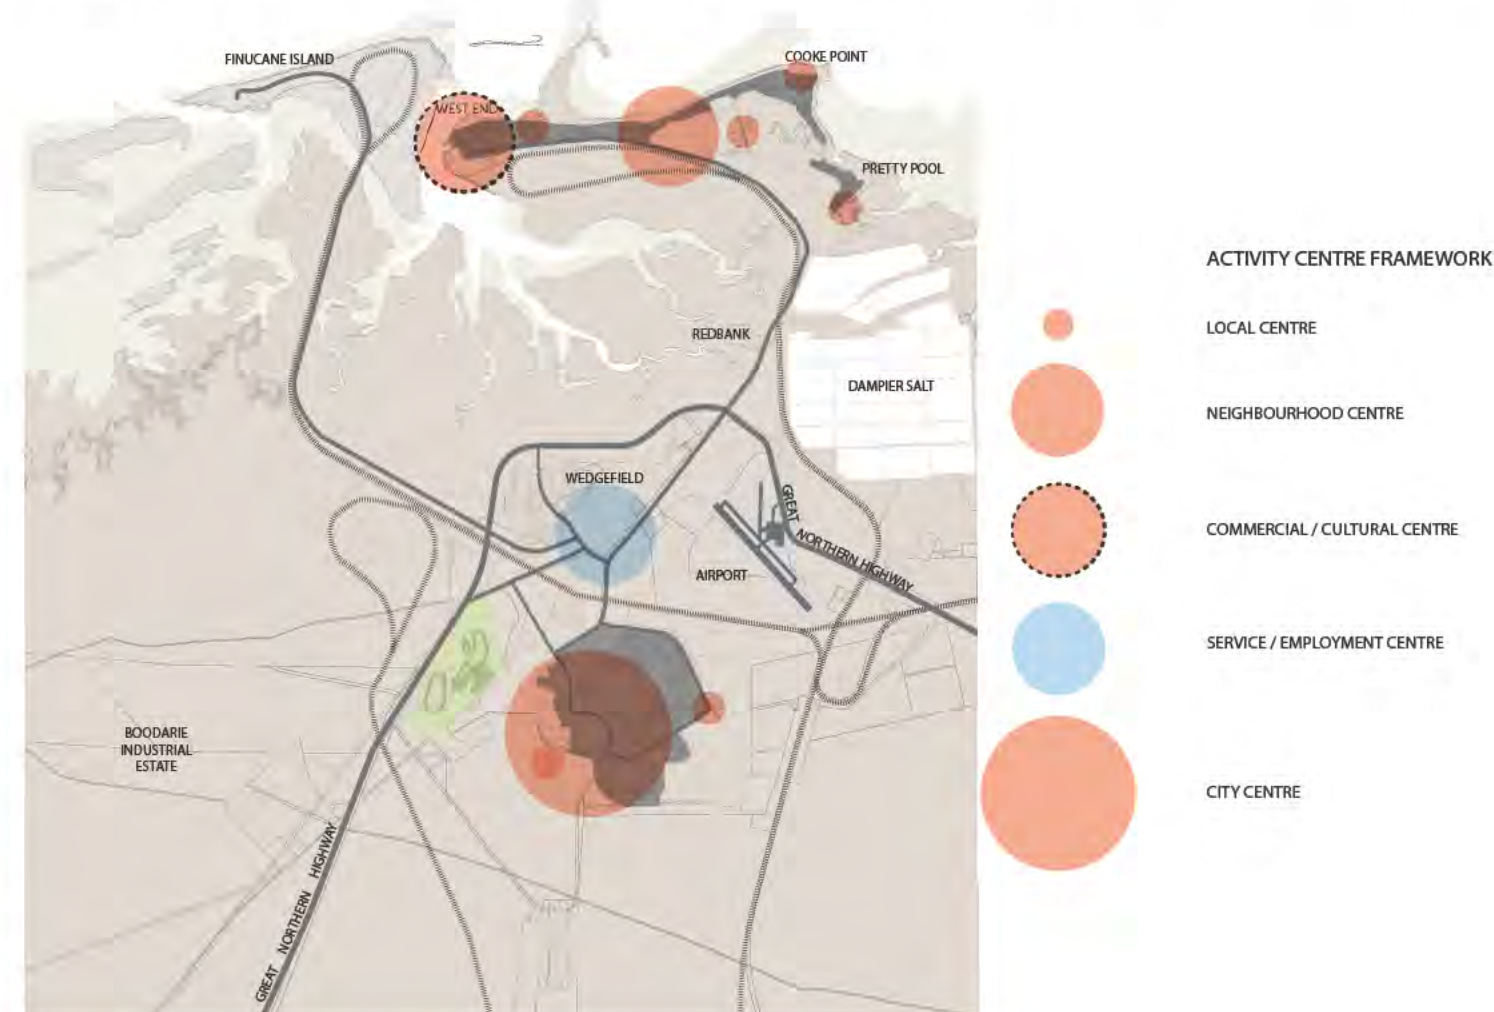 FINUCANE ISLAND
COOKE POINT
WEST END
PRETTY POOL
ACTIVITY CENTRE FRAMEWORK
LOCAL CENTRE
REDBANK
DAMPIER SALT
NEIGHBOURHOOD CENTRE
WEDGEFIELD
GREAT NORTHERN HIGHWAY
COMMERCIAL / CULTURAL CENTRE
AIRPORT
SERVICE / EMPLOYMENT CENTRE
BOODARIE
INDUSTRIAL
ESTATE
CITY CENTRE
GREAT NORTHERN HIGHWAY